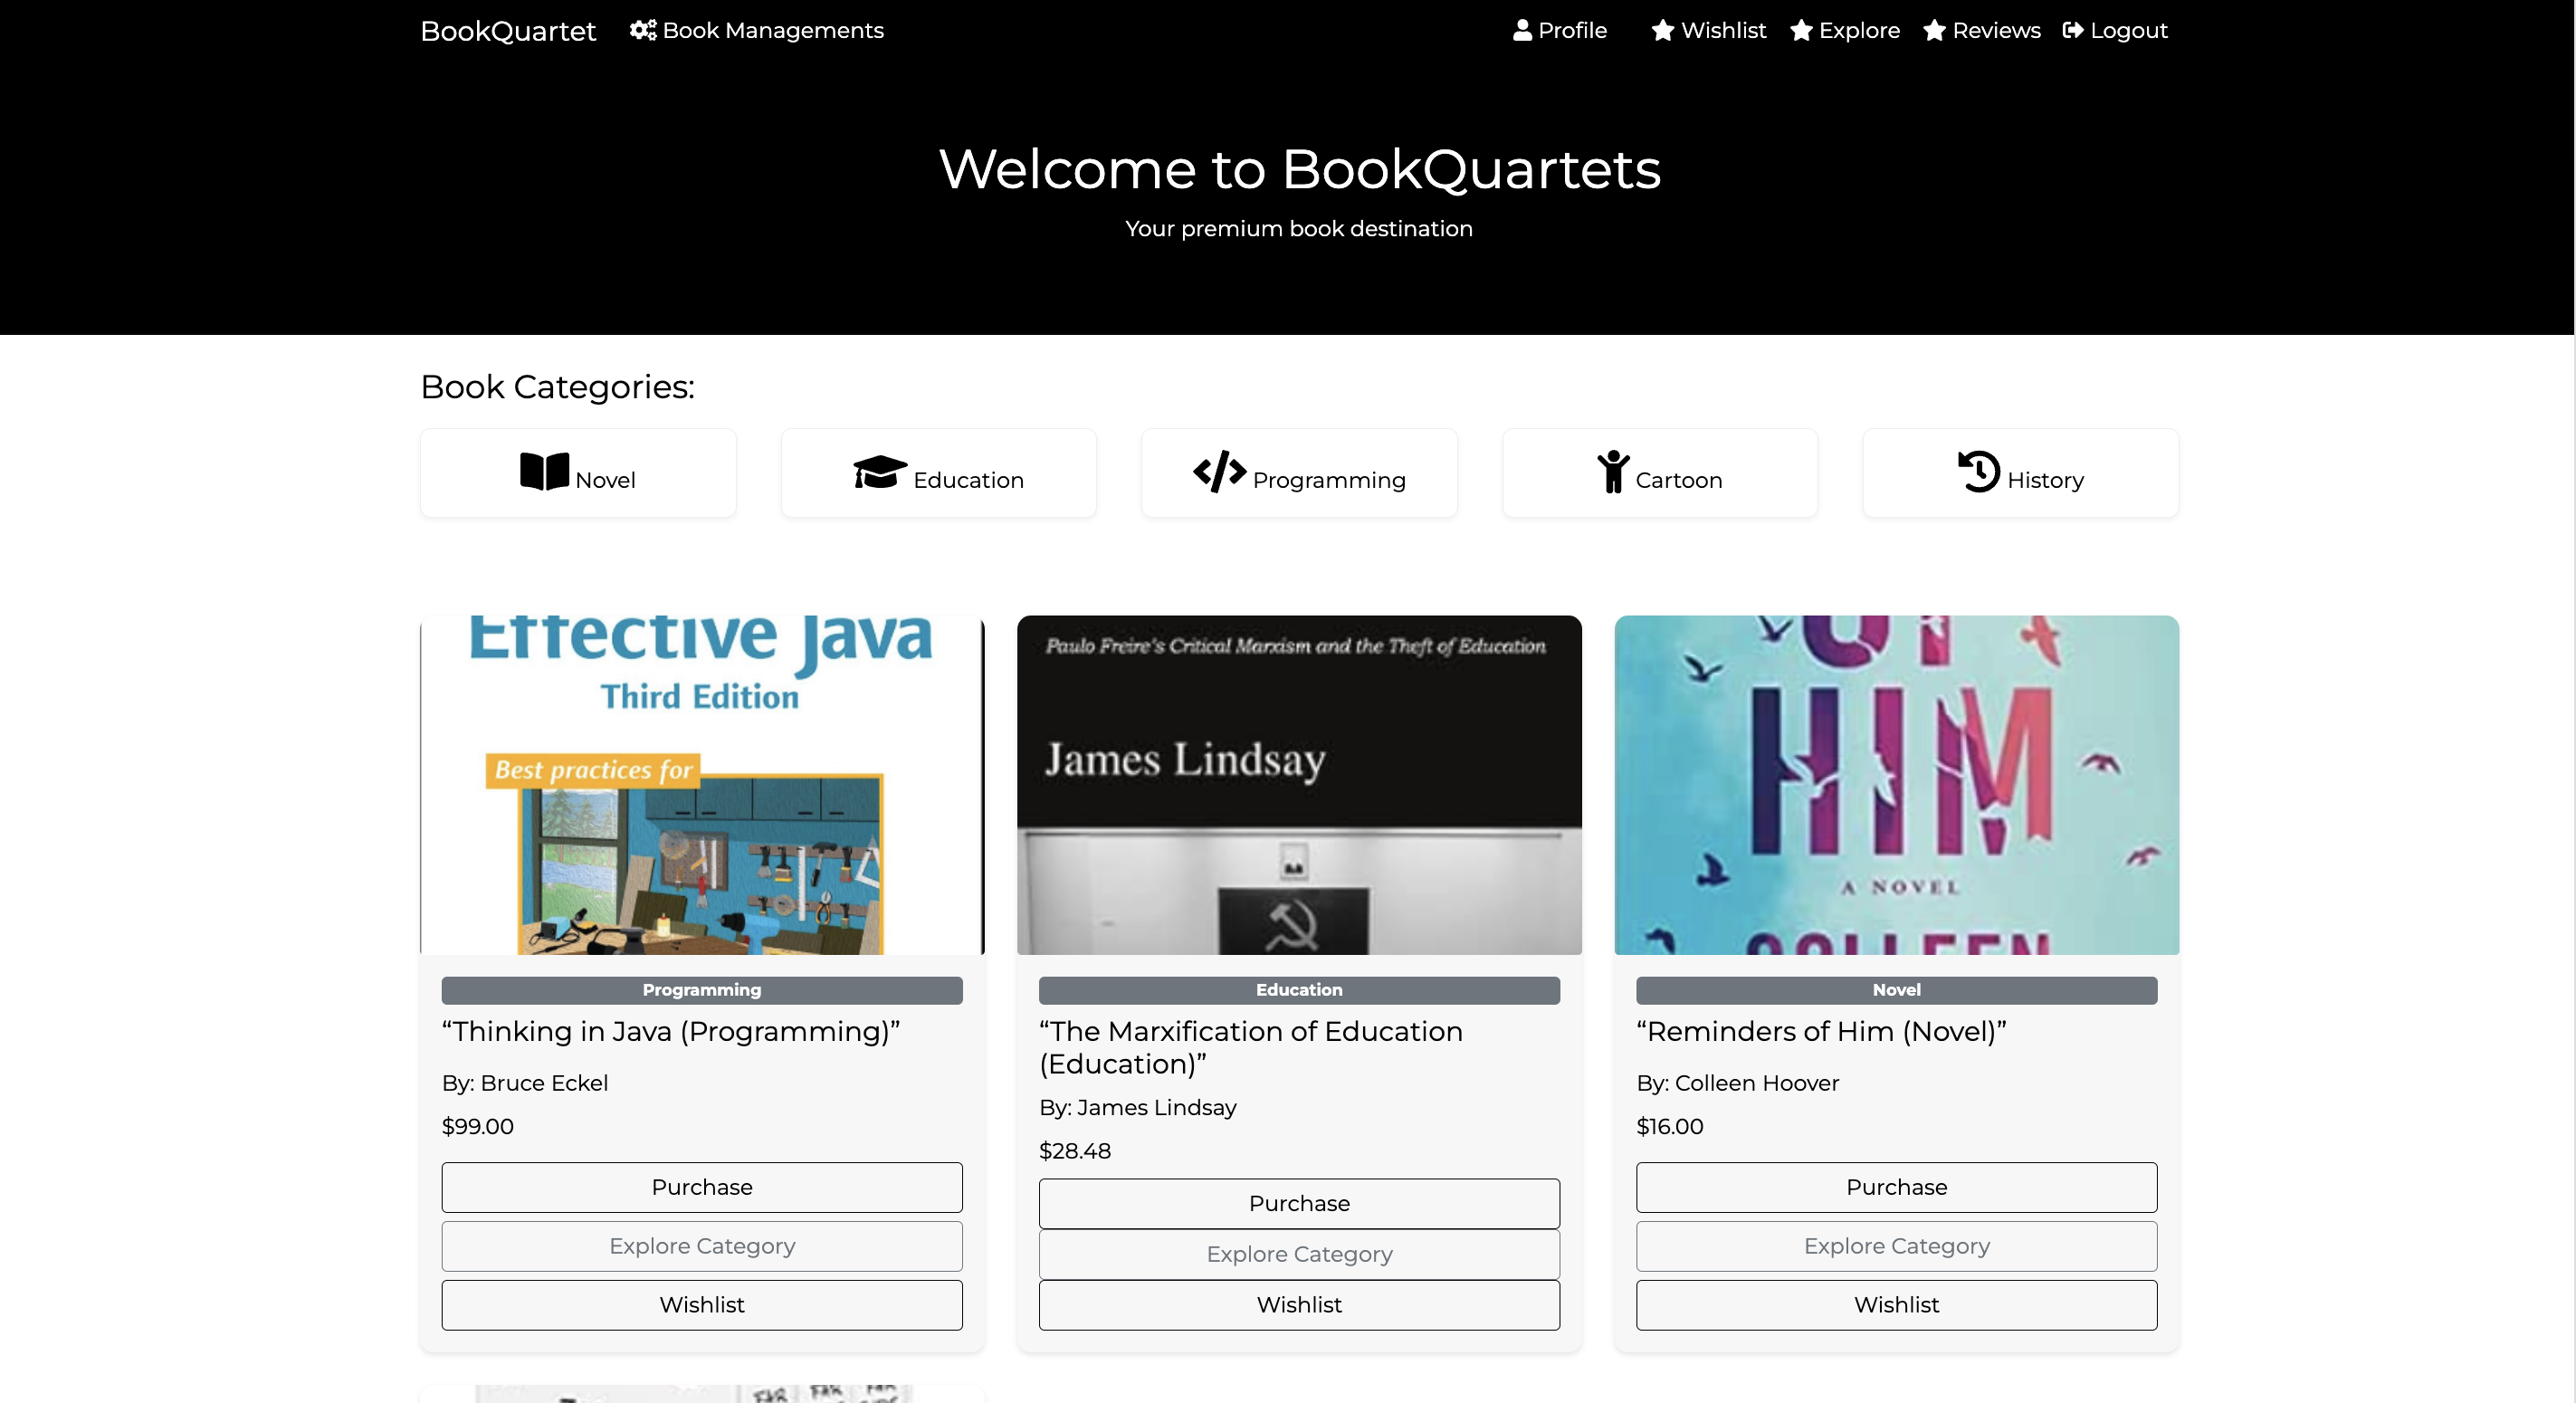 BookQuartet Book Managements Profile Wishlist Explore Reviews Logout
Welcome to BookQuartets
Your premium book destination
Book Categories:
Novel
Education
Programming
Cartoon
History
Effective Java
Third Edition
Best practices for
Programming
“Thinking in Java (Programming)”
By: Bruce Eckel
$99.00
Purchase
Explore Category
Wishlist
Paulo Freire's Critical Marxism and the Theft of Education
James Lindsay
Education
“The Marxification of Education
(Education)”
By: James Lindsay
$28.48
Purchase
Explore Category
Wishlist
HIM
A NOVEL
COLLEEN
Novel
“Reminders of Him (Novel)”
By: Colleen Hoover
$16.00
Purchase
Explore Category
Wishlist